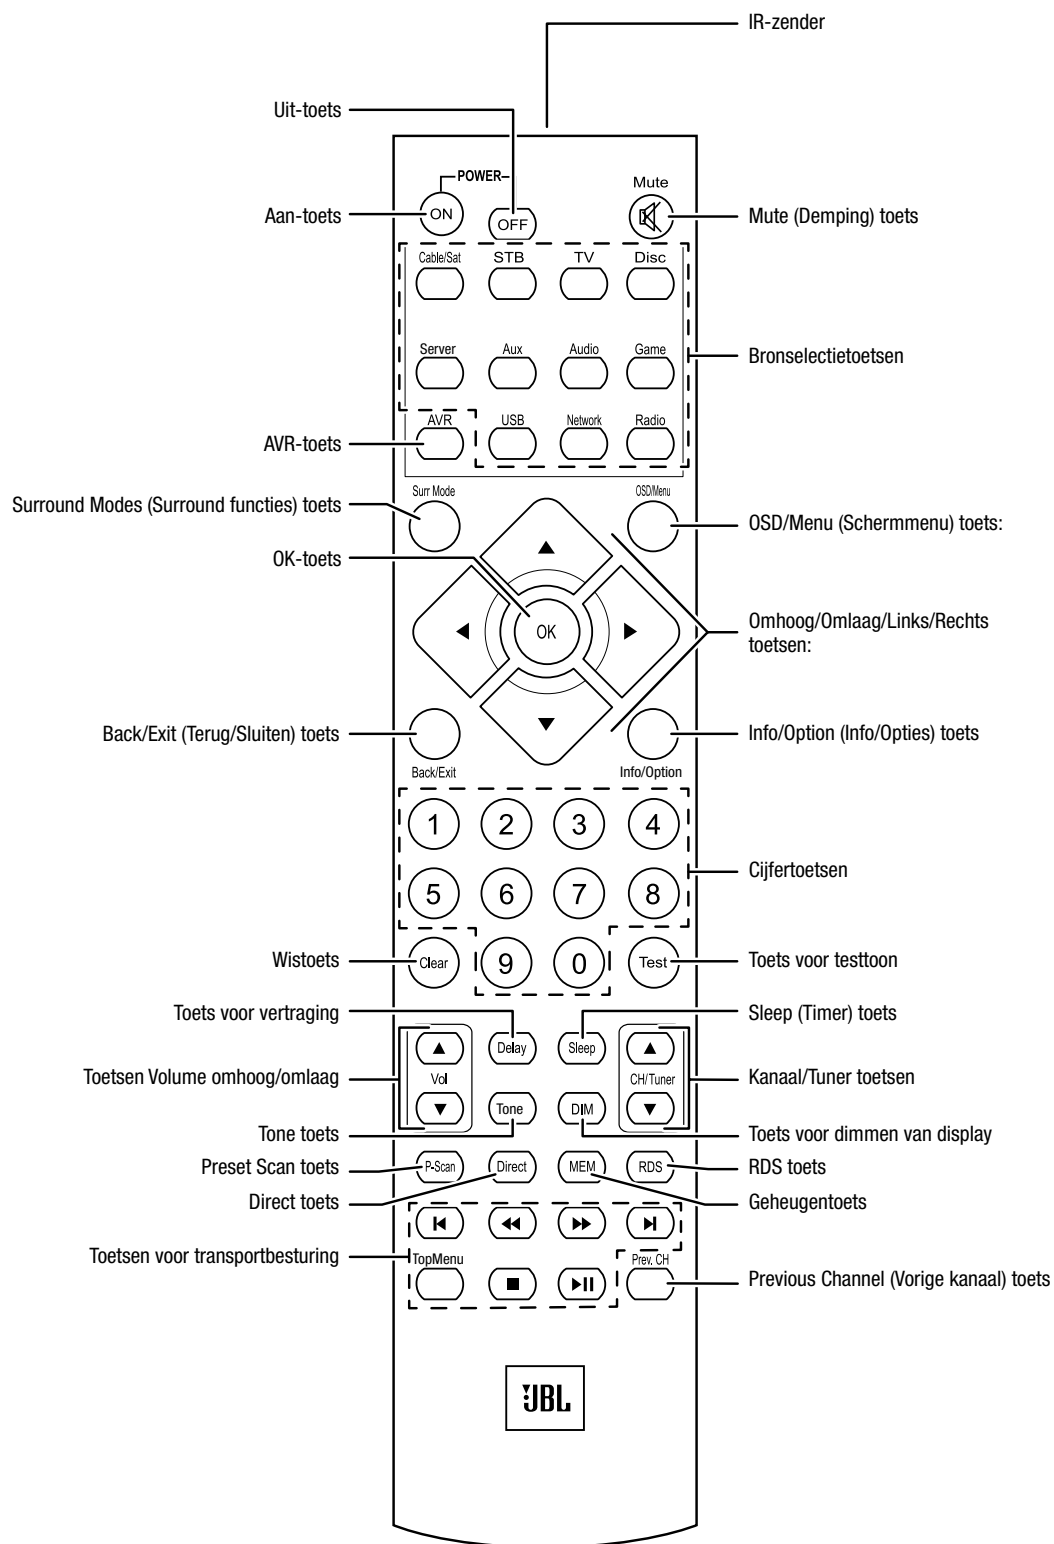 IR-zender
Uit-toets
POWER
Mute
Aan-toets
ON
OFF
Mute (Demping) toets
Cable/Sat
STB
TV
Disc
Server
Aux
Audio
Game
Bronselectietoetsen
AVR
USB
Network
Radio
AVR-toets
Surr Mode
OSD/Menu
Surround Modes (Surround functies) toets
OSD/Menu (Schermmenu) toets:
OK-toets
OK
Omhoog/Omlaag/Links/Rechts
toetsen:
Back/Exit (Terug/Sluiten) toets
Info/Option (Info/Opties) toets
Back/Exit
Info/Option
1
2
3
4
Cijfertoetsen
5
6
7
8
Wistoets
Clear
9
0
Test
Toets voor testtoon
Toets voor vertraging
Sleep (Timer) toets
Delay
Sleep
Toetsen Volume omhoog/omlaag
Vol
CH/Tuner
Kanaal/Tuner toetsen
Tone
DIM
Tone toets
Toets voor dimmen van display
Preset Scan toets
P-Scan
Direct
MEM
RDS
RDS toets
Direct toets
Geheugentoets
Toetsen voor transportbesturing
TopMenu
Prev. CH
Previous Channel (Vorige kanaal) toets
JBL